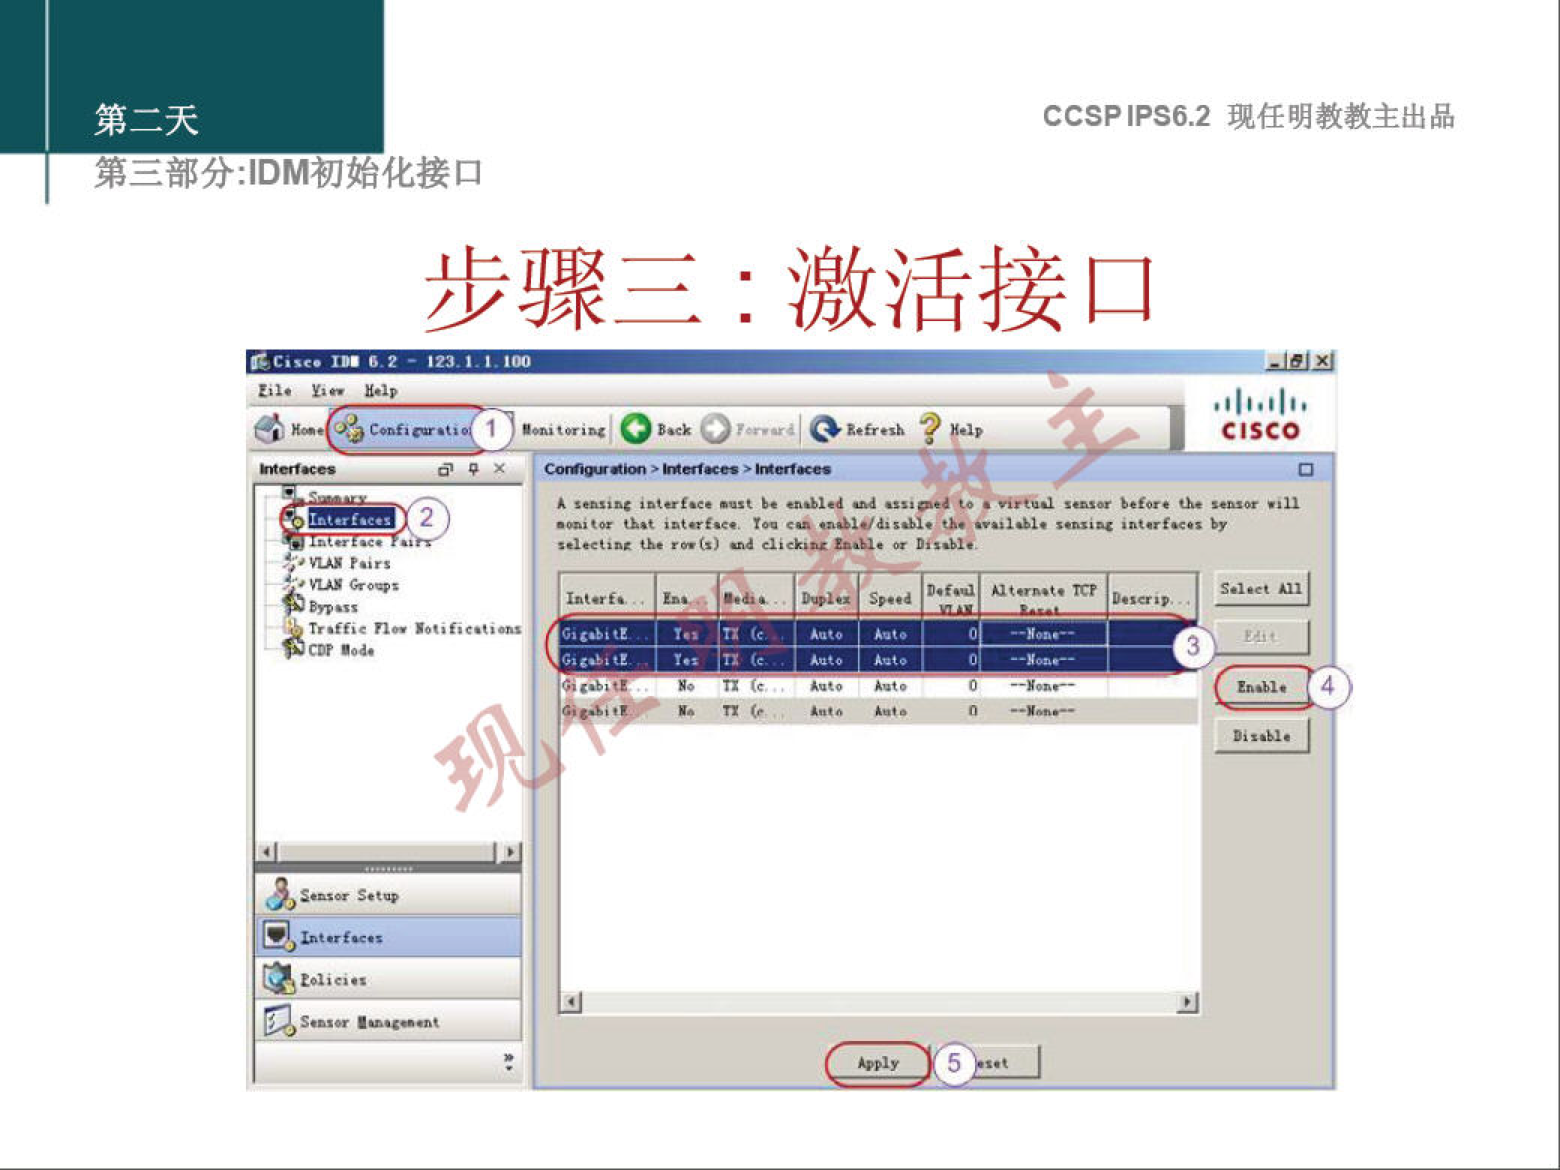 第二天
CCSP IPS6.2 现任明教教主出品
第三部分:IDM初始化接口
步骤三：激活接口
Cisco IDM 6.2 - 123.1.1.100
File View Help
Home Configuratio 1 Monitoring Back Forward Refresh Help
CISCO
Interfaces
Summary
Interfaces 2
Interface Pairs
VLAN Pairs
VLAN Groups
Bypass
Traffic Flow Notifications
CDP Mode
Sensor Setup
Interfaces
Policies
Sensor Management
Configuration > Interfaces > Interfaces
A sensing interface must be enabled and assigned to a virtual sensor before the sensor will
monitor that interface. You can enable/disable the available sensing interfaces by
selecting the row(s) and clicking Enable or Disable.
Interfa... Ena... Media... Duplex Speed Defaul VLAN Alternate TCP Reset Descrip...
GigabitE... Yes TX (c... Auto Auto 0 --None--
GigabitE... Yes TX (c... Auto Auto 0 --None-- 3
GigabitE... No TX (c... Auto Auto 0 --None--
GigabitE... No TX (c... Auto Auto 0 --None--
Select All
Edit
Enable 4
Disable
Apply 5 eset
现任明教教主